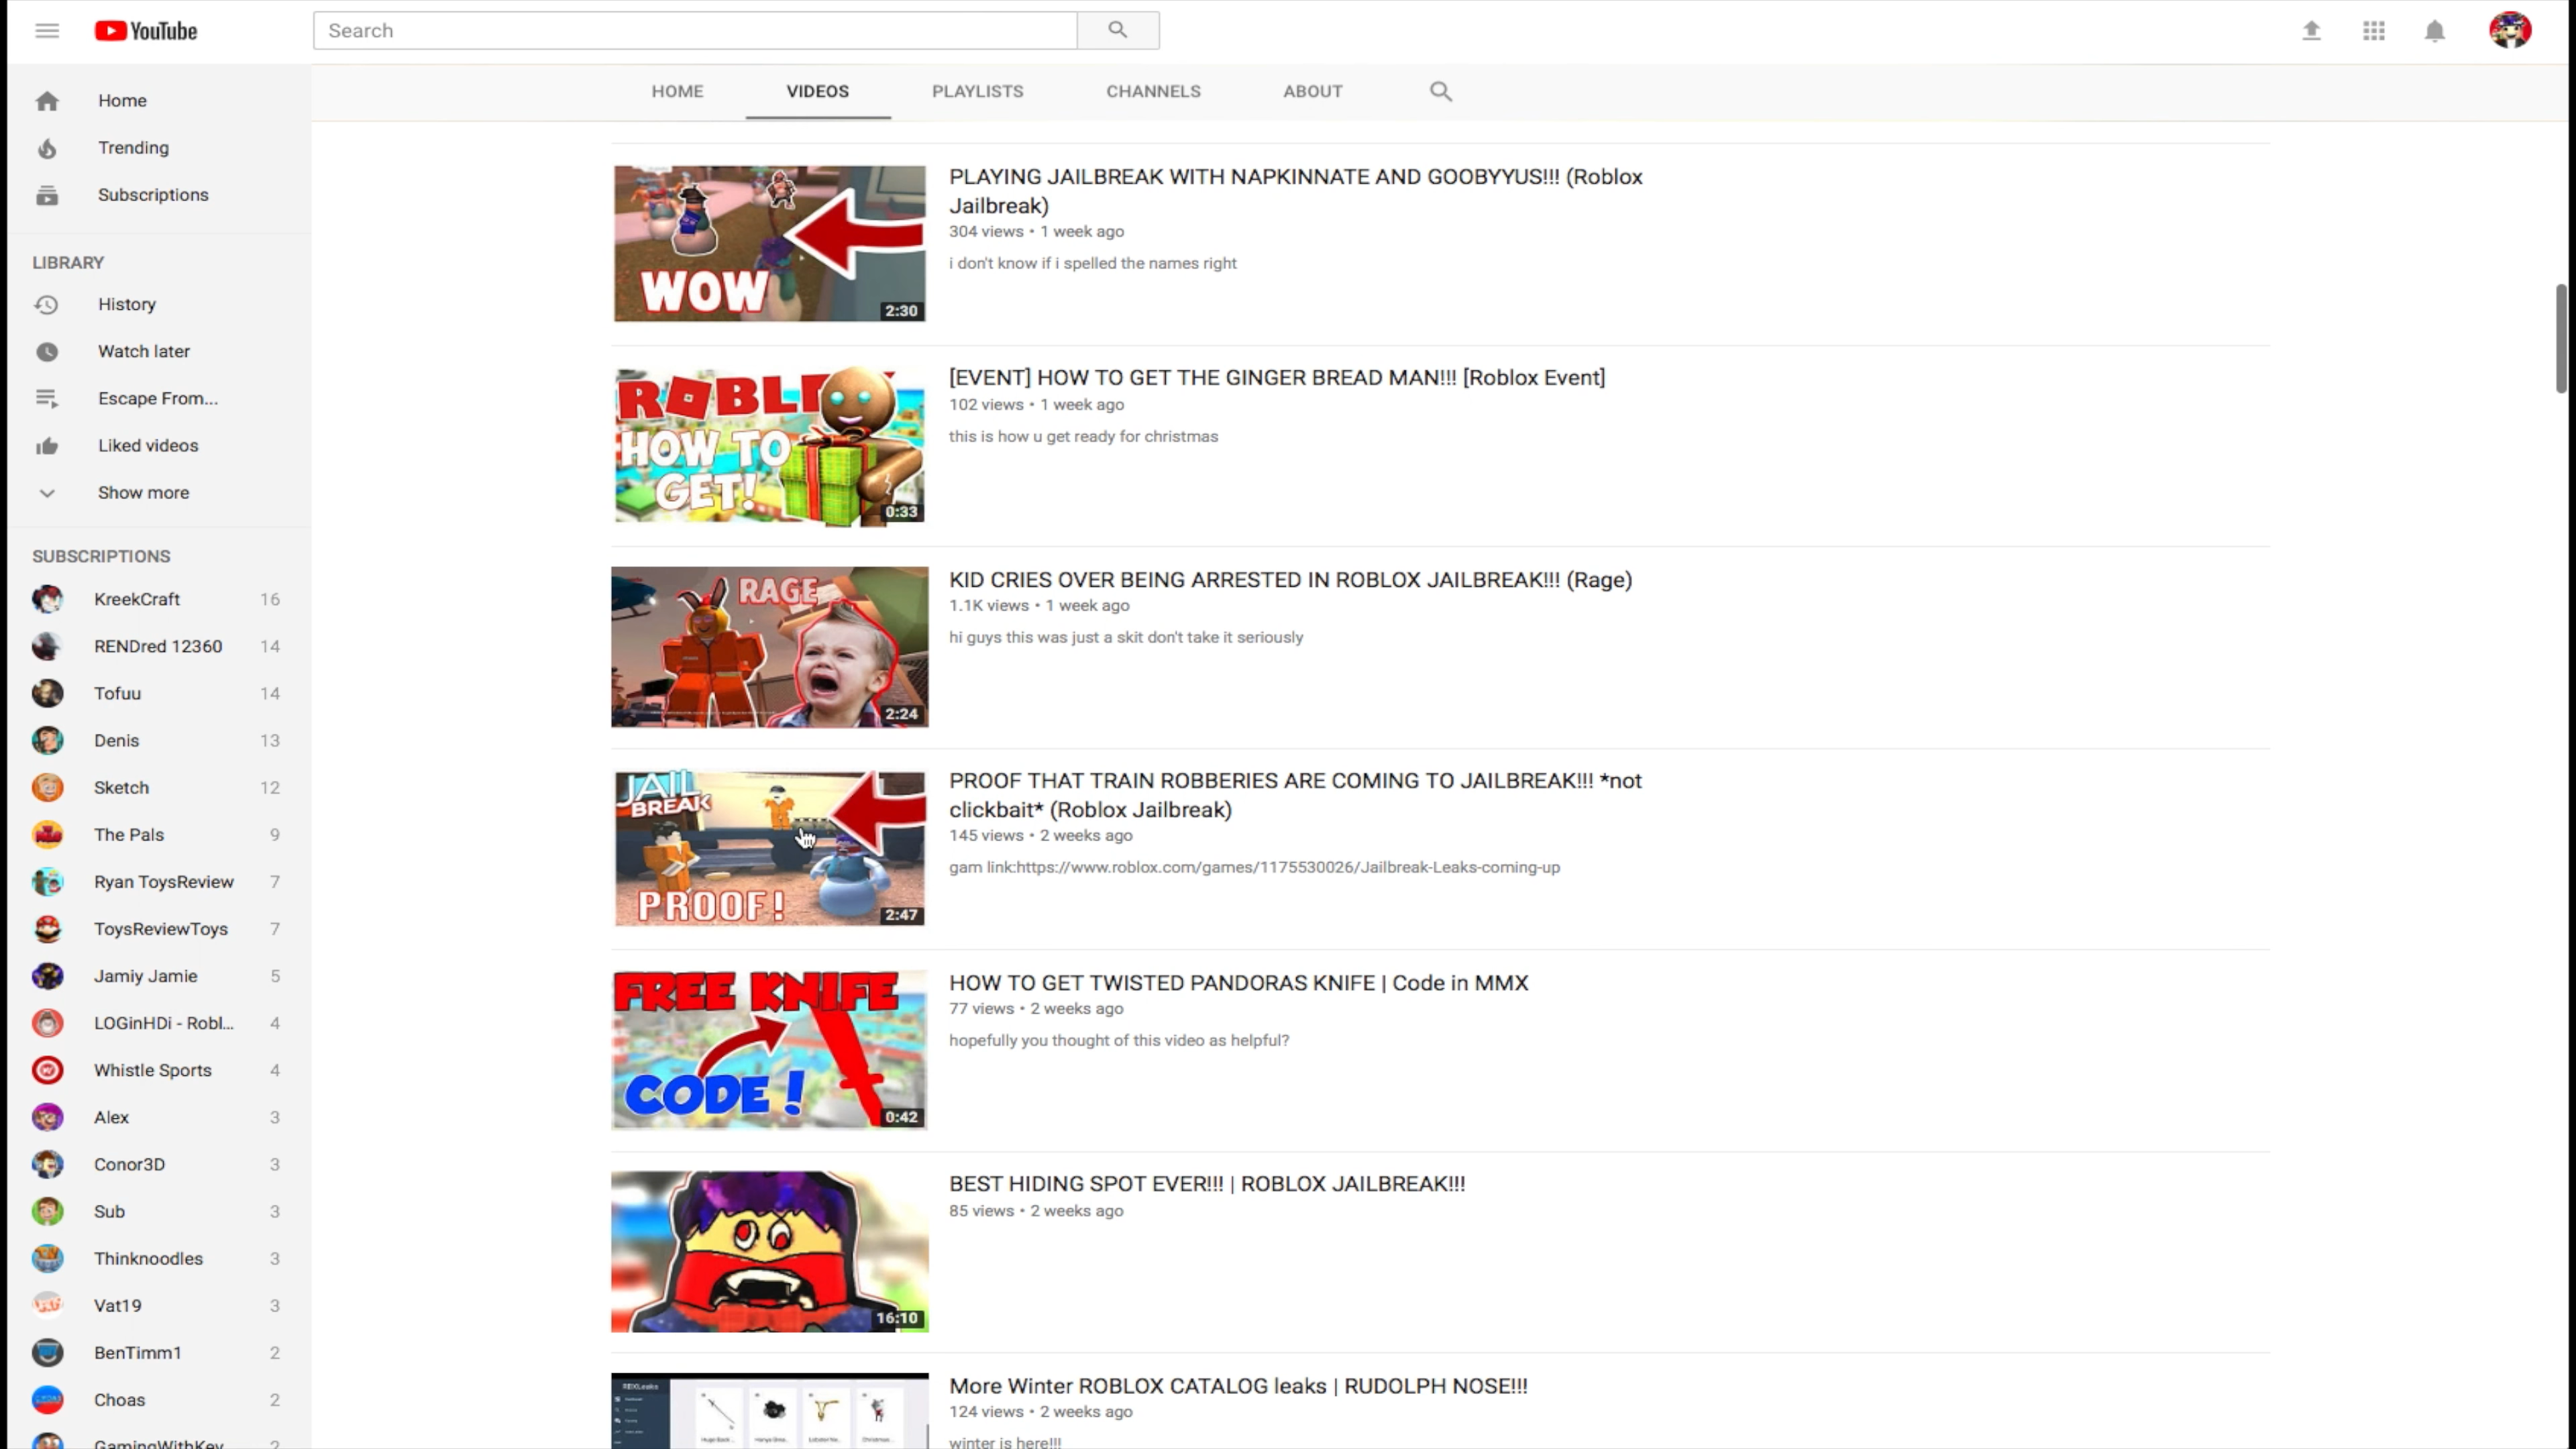 YouTube
Search
HOME
VIDEOS
PLAYLISTS
CHANNELS
ABOUT
Home
Trending
Subscriptions
LIBRARY
History
Watch later
Escape From...
Liked videos
Show more
SUBSCRIPTIONS
KreekCraft 16
RENDred 12360 14
Tofuu 14
Denis 13
Sketch 12
The Pals 9
Ryan ToysReview 7
ToysReviewToys 7
Jamiy Jamie 5
LOGinHDi - Robl... 4
Whistle Sports 4
Alex 3
Conor3D 3
Sub 3
Thinknoodles 3
Vat19 3
BenTimm1 2
Choas 2
GamingWithKev 2
WOW
2:30
PLAYING JAILBREAK WITH NAPKINNATE AND GOOBYYUS!!! (Roblox
Jailbreak)
304 views • 1 week ago
i don't know if i spelled the names right
ROBL
HOW TO
GET!
0:33
[EVENT] HOW TO GET THE GINGER BREAD MAN!!! [Roblox Event]
102 views • 1 week ago
this is how u get ready for christmas
RAGE
2:24
KID CRIES OVER BEING ARRESTED IN ROBLOX JAILBREAK!!! (Rage)
1.1K views • 1 week ago
hi guys this was just a skit don't take it seriously
JAIL
BREAK
PROOF!
2:47
PROOF THAT TRAIN ROBBERIES ARE COMING TO JAILBREAK!!! *not
clickbait* (Roblox Jailbreak)
145 views • 2 weeks ago
gam link:https://www.roblox.com/games/1175530026/Jailbreak-Leaks-coming-up
FREE KNIFE
CODE!
0:42
HOW TO GET TWISTED PANDORAS KNIFE | Code in MMX
77 views • 2 weeks ago
hopefully you thought of this video as helpful?
16:10
BEST HIDING SPOT EVER!!! | ROBLOX JAILBREAK!!!
85 views • 2 weeks ago
More Winter ROBLOX CATALOG leaks | RUDOLPH NOSE!!!
124 views • 2 weeks ago
winter is here!!!